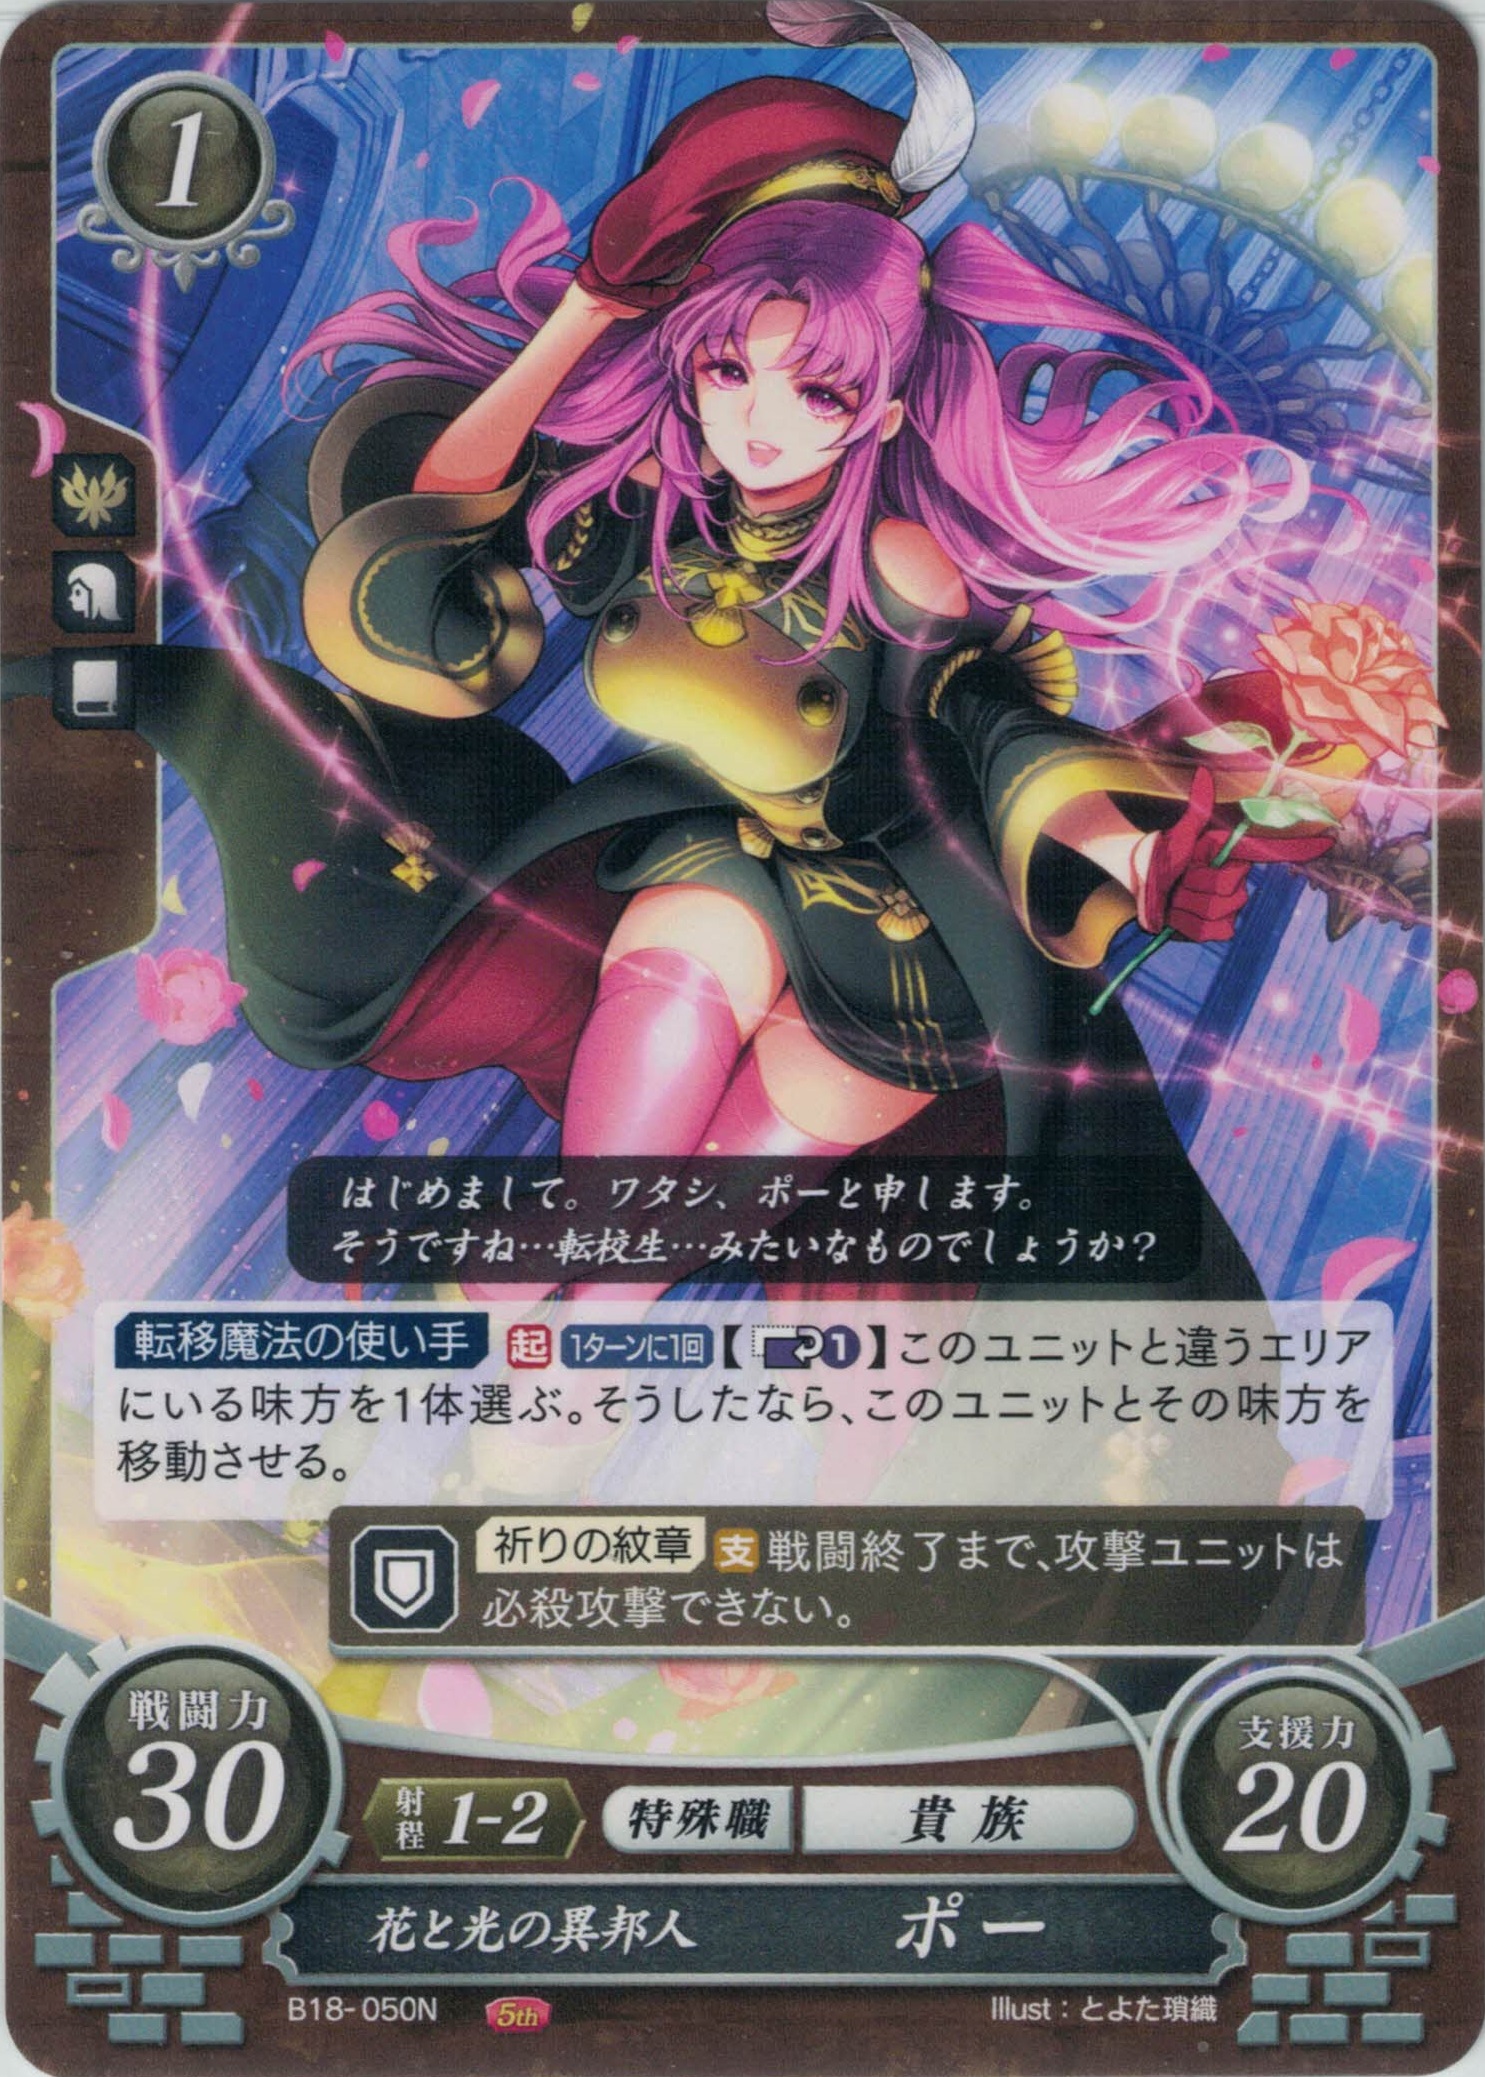 1
はじめまして。ワタシ、ポーと申します。
そうですね…転校生…みたいなものでしょうか?
転移魔法の使い手 起 1ターンに1回【1】このユニットと違うエリア
にいる味方を1体選ぶ。そうしたなら、このユニットとその味方を
移動させる。
祈りの紋章 支 戦闘終了まで、攻撃ユニットは
必殺攻撃できない。
戦闘力
30
射程 1-2 特殊職 貴族
支援力
20
花と光の異邦人 ポー
B18-050N 5th Illust:とよた瑣織